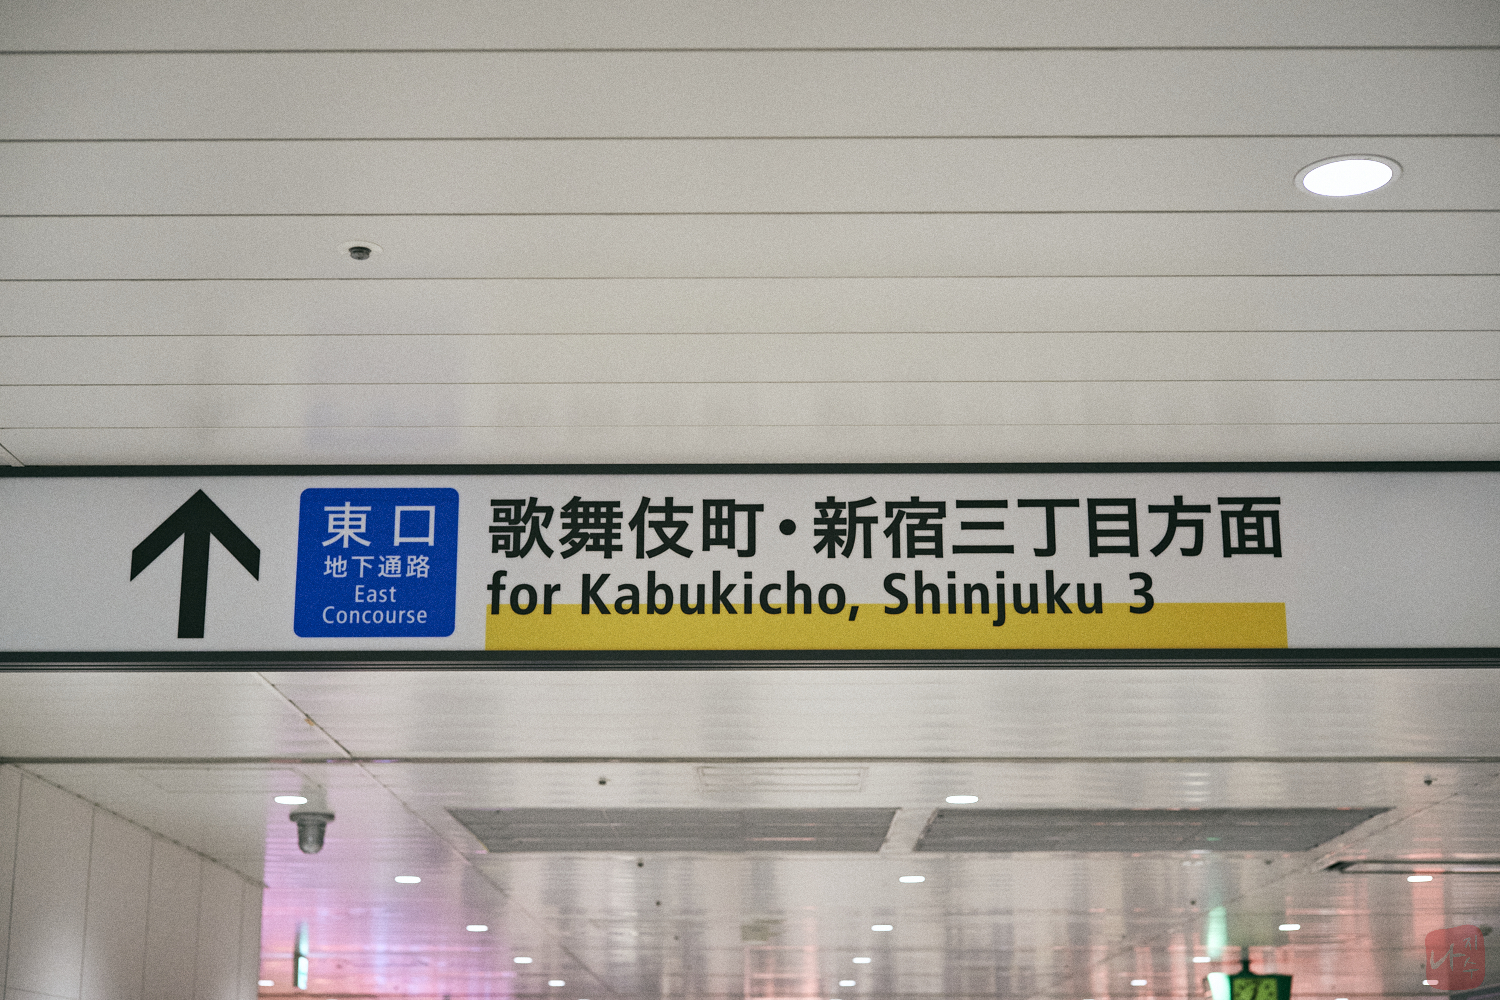 東口
地下通路
East
Concourse
歌舞伎町・新宿三丁目方面
for Kabukicho, Shinjuku 3